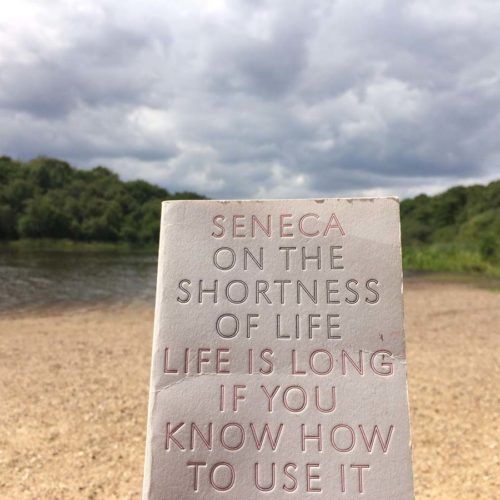 SENECA
ON THE
SHORTNESS
OF LIFE
LIFE IS LONG
IF YOU
KNOW HOW
TO USE IT